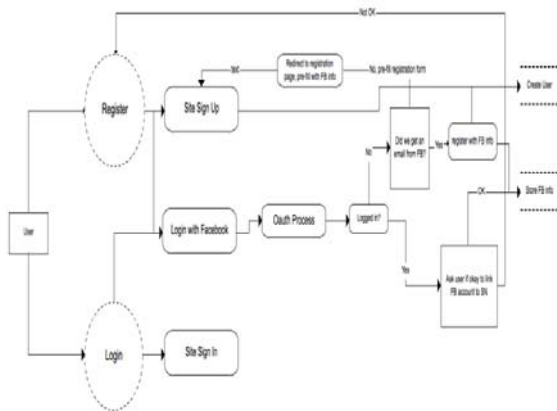 Not OK
Redirect to registration
page, pre-fill with FB info
text
No, pre-fill registration form
Register
Site Sign Up
Create User
Did we get an
email from FB?
Yes
register with FB info
No
OK
Store FB info
User
Login with Facebook
Oauth Process
Logged in?
Yes
Ask user if okay to link
FB account to SN
Login
Site Sign In